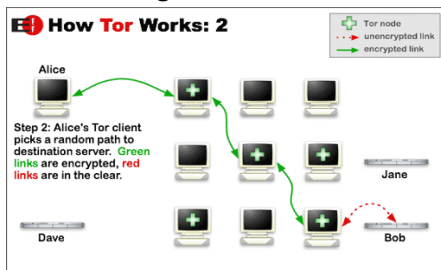 EFF How Tor Works: 2
Tor node
unencrypted link
encrypted link
Alice
Step 2: Alice's Tor client
picks a random path to
destination server. Green
links are encrypted, red
links are in the clear.
Jane
Dave
Bob